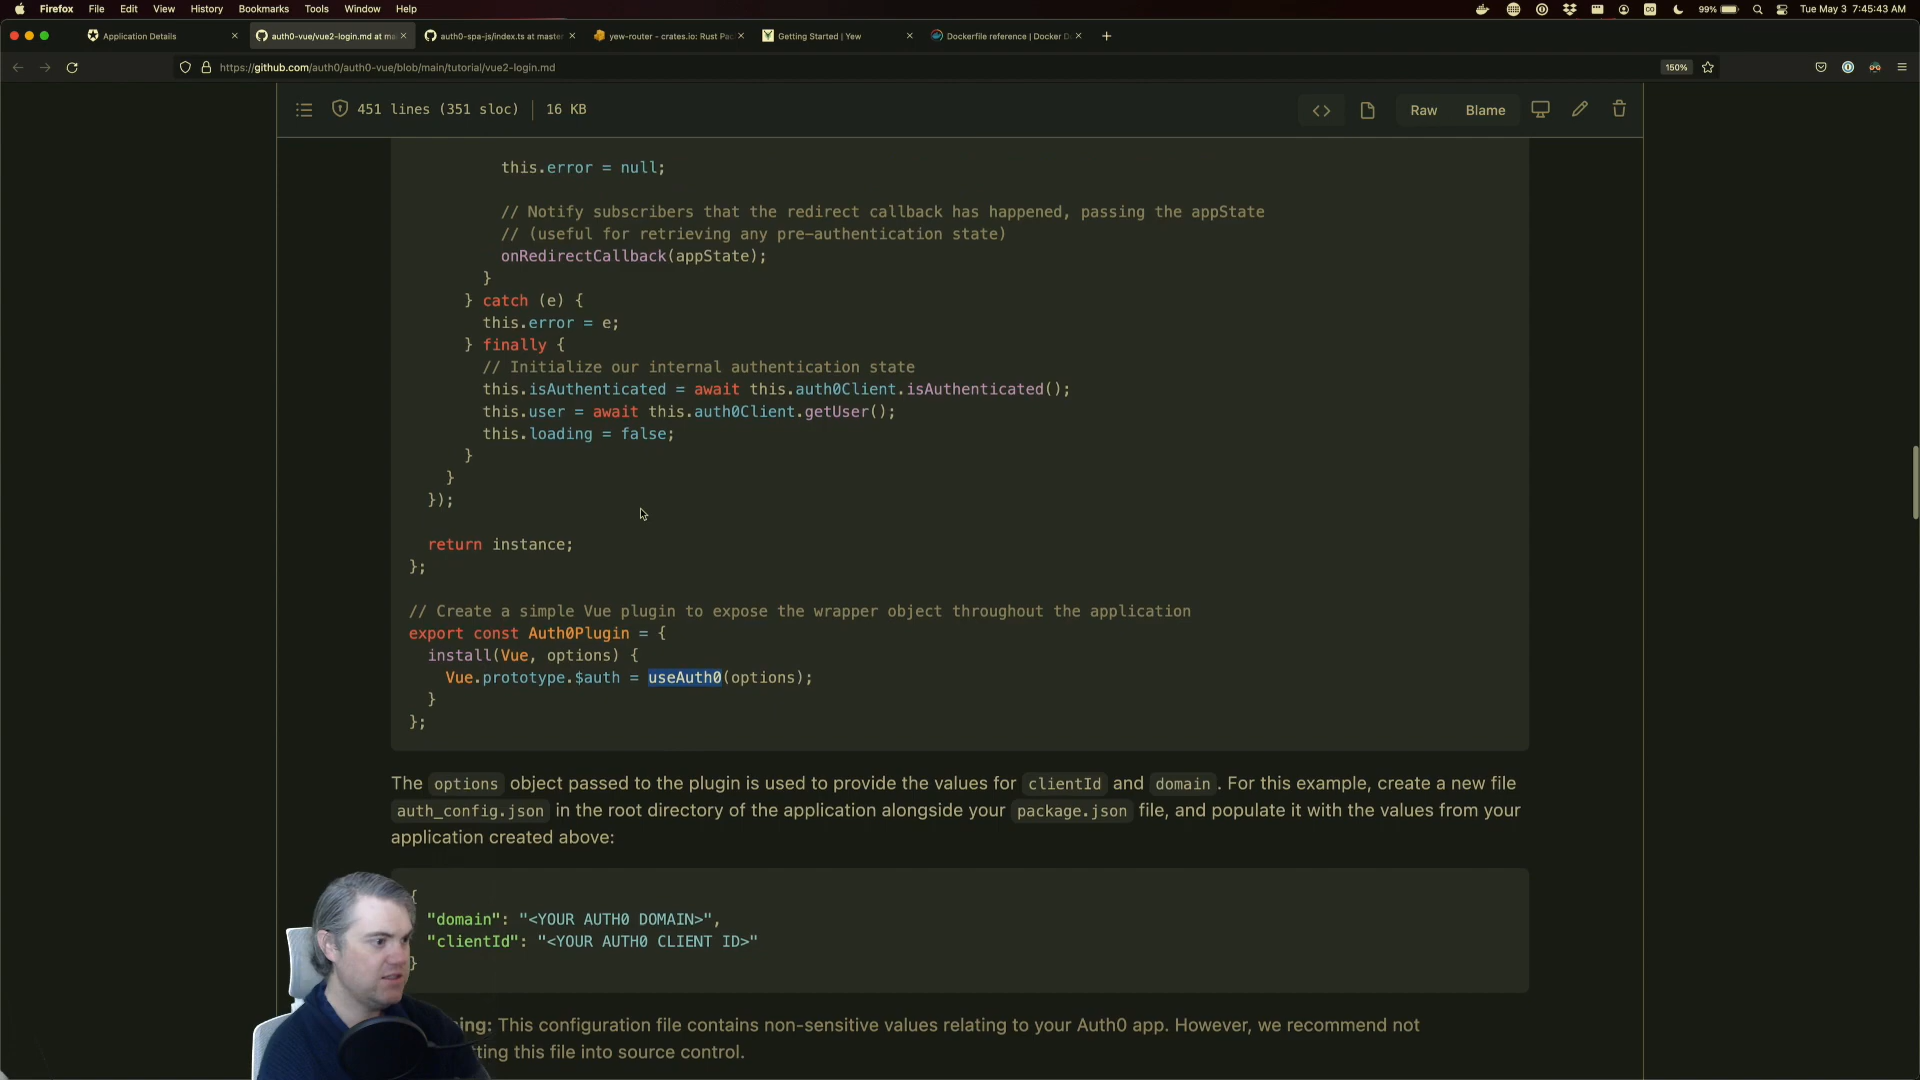 Firefox File Edit View History Bookmarks Tools Window Help 99% Tue May 3 7:45:43 AM
Application Details
auth0-vue/vue2-login.md at ma
auth0-spa-js/index.ts at master
yew-router - crates.io: Rust Pa
Getting Started | Yew
Dockerfile reference | Docker D
https://github.com/auth0/auth0-vue/blob/main/tutorial/vue2-login.md 150%
451 lines (351 sloc) 16 KB Raw Blame
this.error = null;
// Notify subscribers that the redirect callback has happened, passing the appState
// (useful for retrieving any pre-authentication state)
onRedirectCallback(appState);
}
} catch (e) {
this.error = e;
} finally {
// Initialize our internal authentication state
this.isAuthenticated = await this.auth0Client.isAuthenticated();
this.user = await this.auth0Client.getUser();
this.loading = false;
}
}
});
return instance;
};
// Create a simple Vue plugin to expose the wrapper object throughout the application
export const Auth0Plugin = {
install(Vue, options) {
Vue.prototype.$auth = useAuth0(options);
}
};
The options object passed to the plugin is used to provide the values for clientId and domain. For this example, create a new file
auth_config.json in the root directory of the application alongside your package.json file, and populate it with the values from your
application created above:
{
"domain": "<YOUR AUTH0 DOMAIN>",
"clientId": "<YOUR AUTH0 CLIENT ID>"
}
This configuration file contains non-sensitive values relating to your Auth0 app. However, we recommend not
this file into source control.